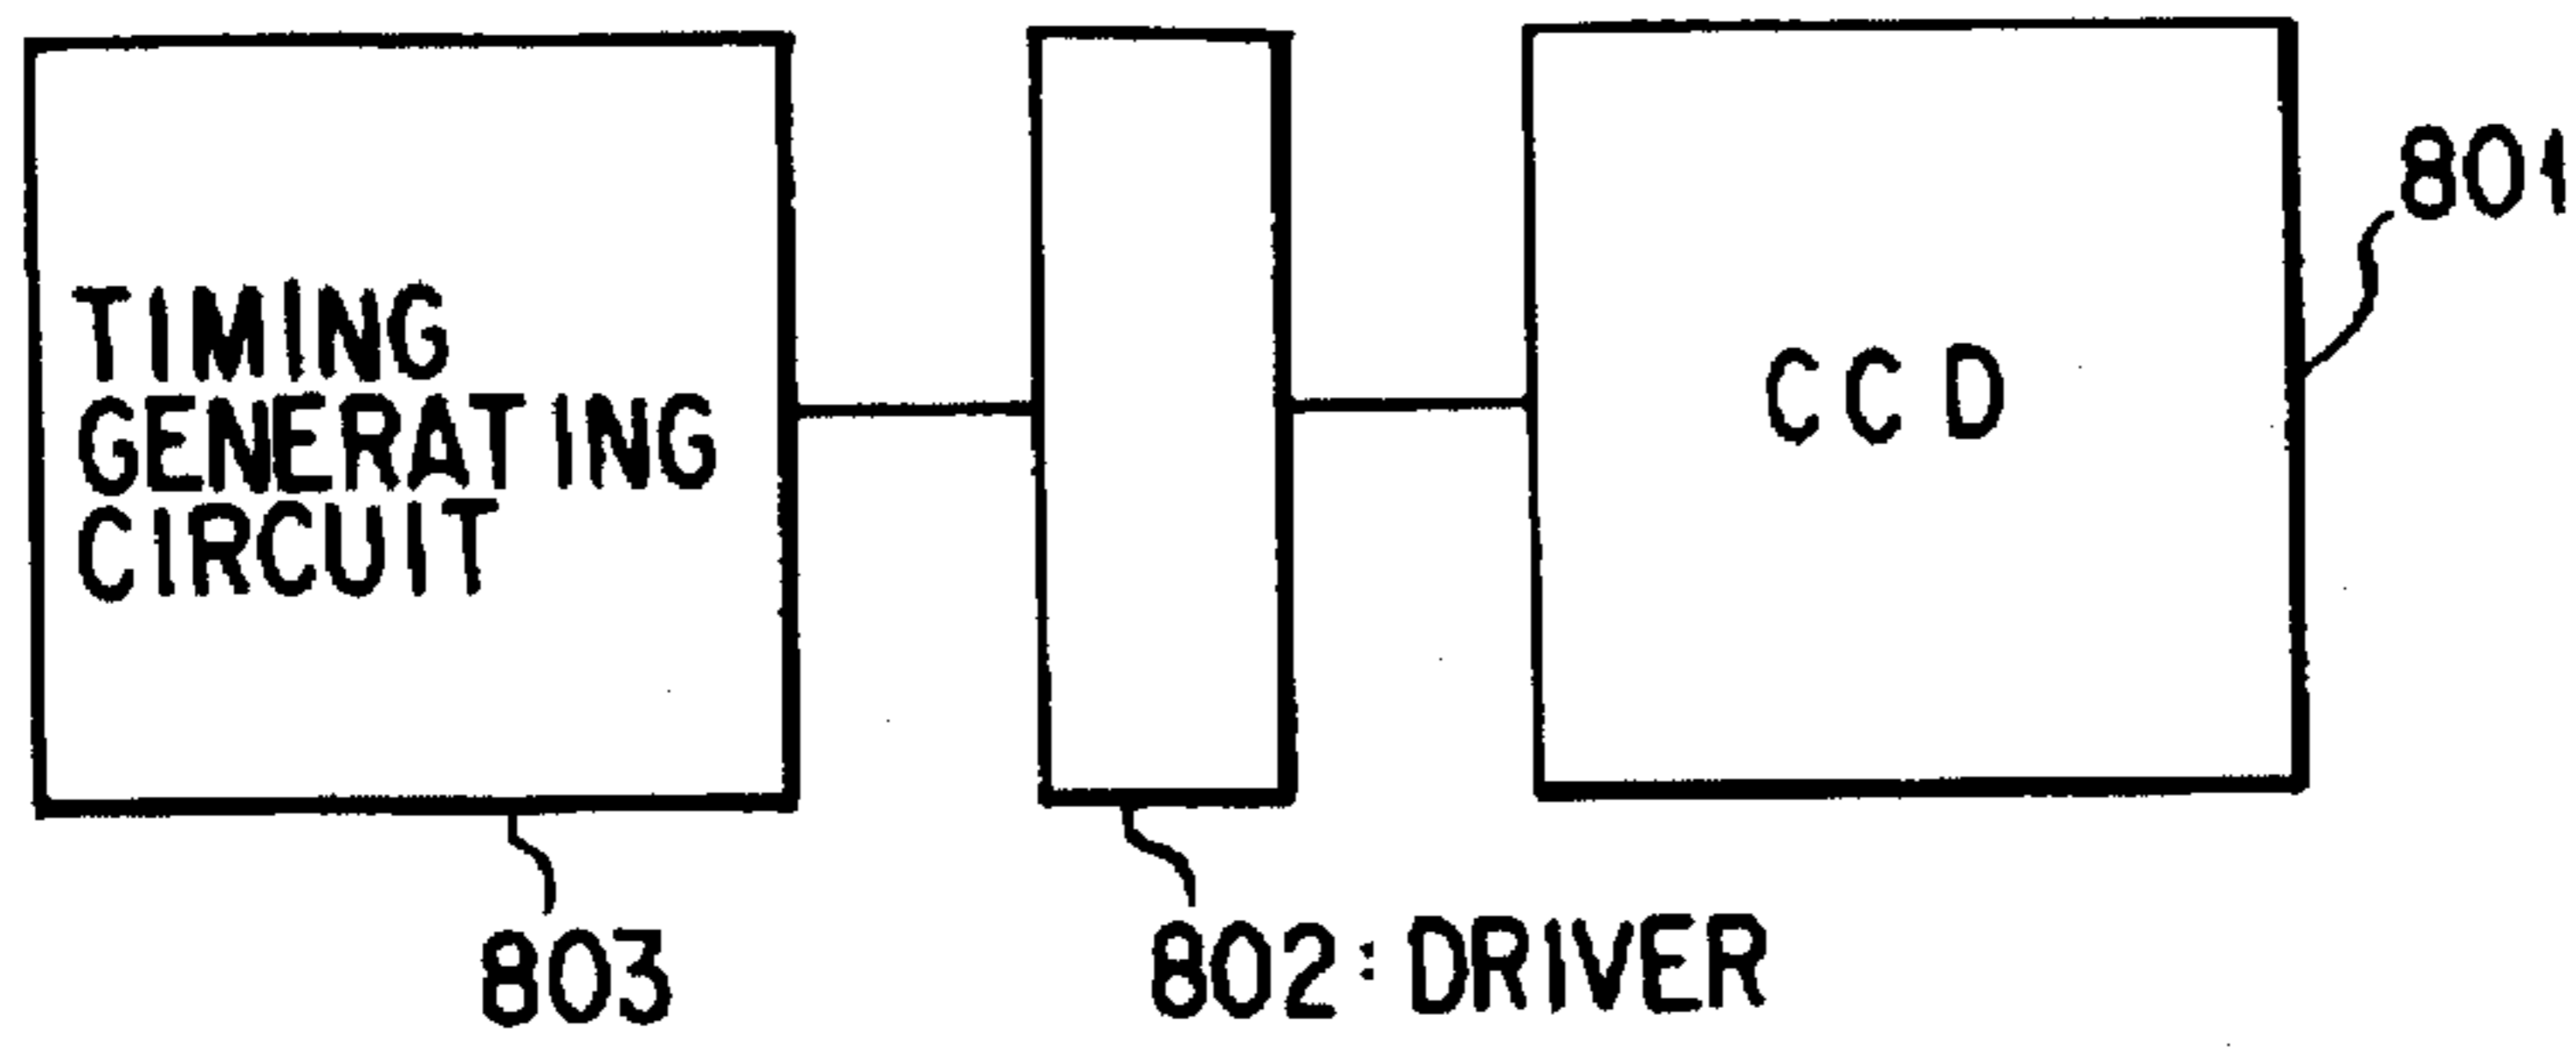 TIMING
GENERATING
CIRCUIT
CCD
801
803
802: DRIVER